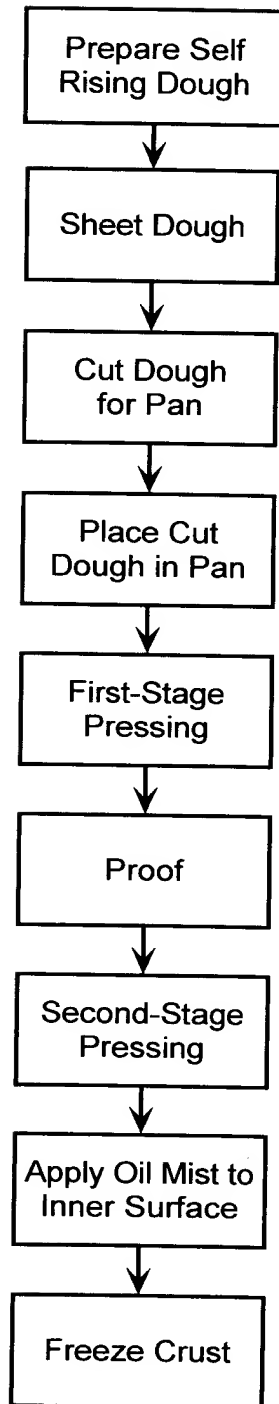 Prepare Self
Rising Dough
Sheet Dough
Cut Dough
for Pan
Place Cut
Dough in Pan
First-Stage
Pressing
Proof
Second-Stage
Pressing
Apply Oil Mist to
Inner Surface
Freeze Crust